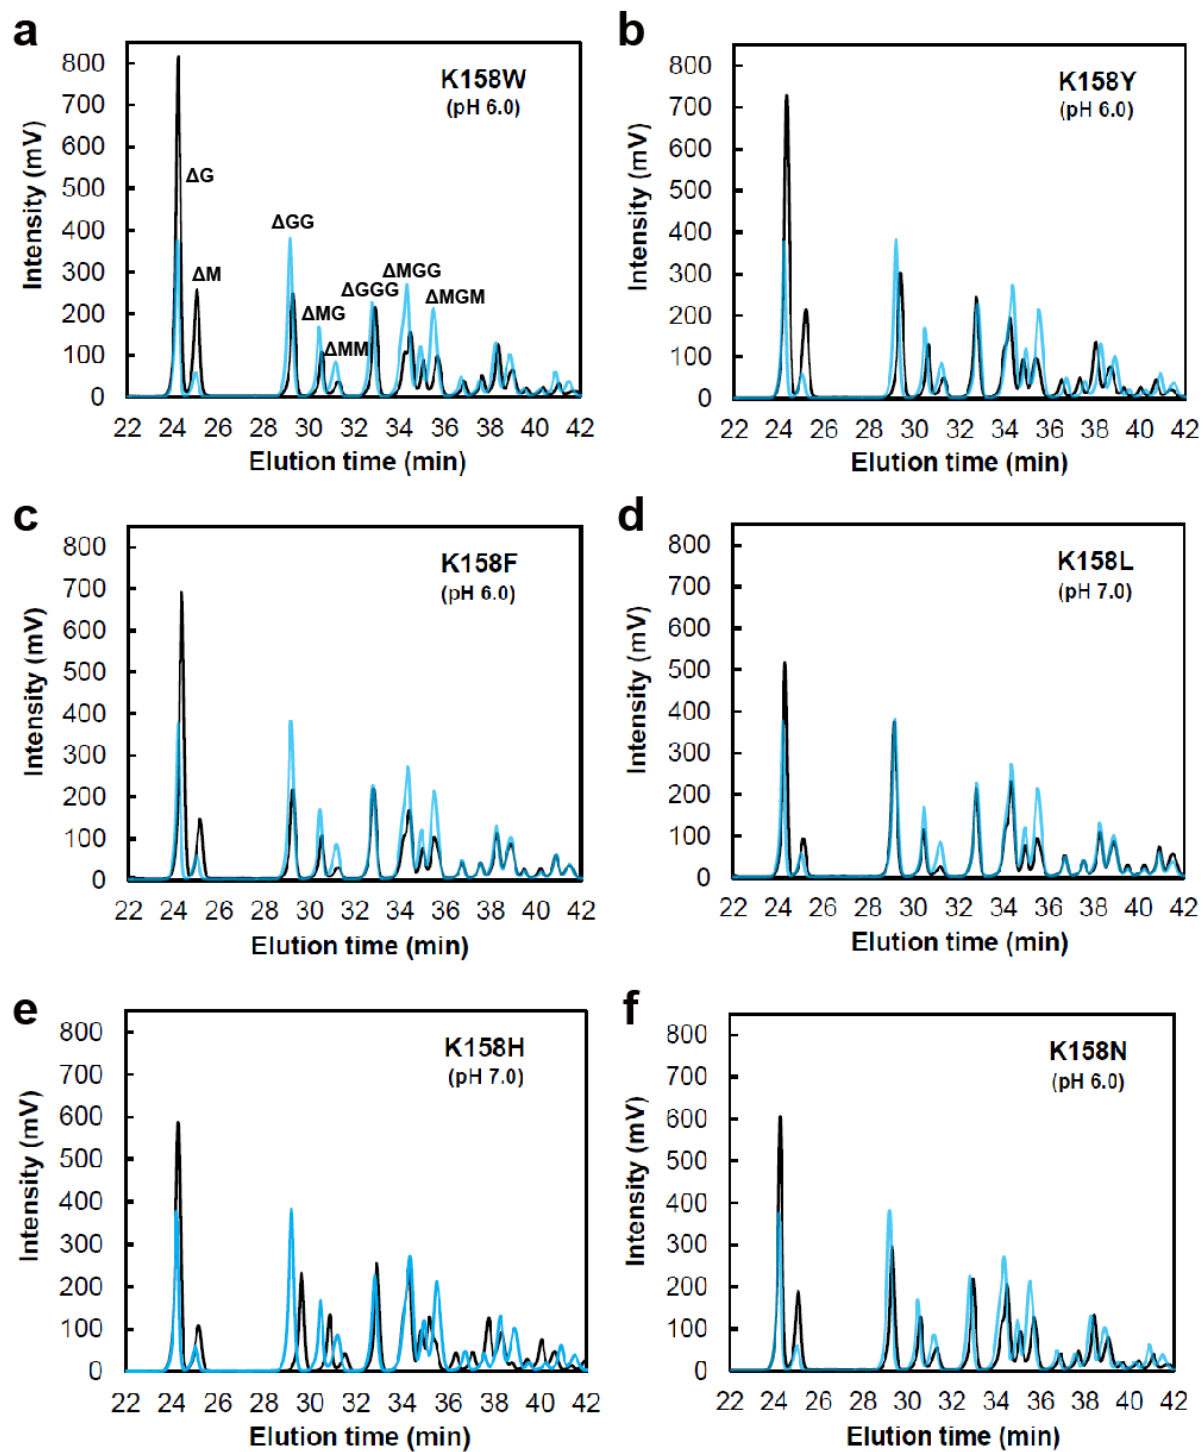 a
K158W
(pH 6.0)
ΔG
ΔM
ΔGG
ΔMG
ΔMM
ΔGGG
ΔMGG
ΔMGM
800
700
600
500
400
300
200
100
0
22 24 26 28 30 32 34 36 38 40 42
Intensity (mV)
Elution time (min)
b
K158Y
(pH 6.0)
800
700
600
500
400
300
200
100
0
22 24 26 28 30 32 34 36 38 40 42
Intensity (mV)
Elution time (min)
c
K158F
(pH 6.0)
800
700
600
500
400
300
200
100
0
22 24 26 28 30 32 34 36 38 40 42
Intensity (mV)
Elution time (min)
d
K158L
(pH 7.0)
800
700
600
500
400
300
200
100
0
22 24 26 28 30 32 34 36 38 40 42
Intensity (mV)
Elution time (min)
e
K158H
(pH 7.0)
800
700
600
500
400
300
200
100
0
22 24 26 28 30 32 34 36 38 40 42
Intensity (mV)
Elution time (min)
f
K158N
(pH 6.0)
800
700
600
500
400
300
200
100
0
22 24 26 28 30 32 34 36 38 40 42
Intensity (mV)
Elution time (min)